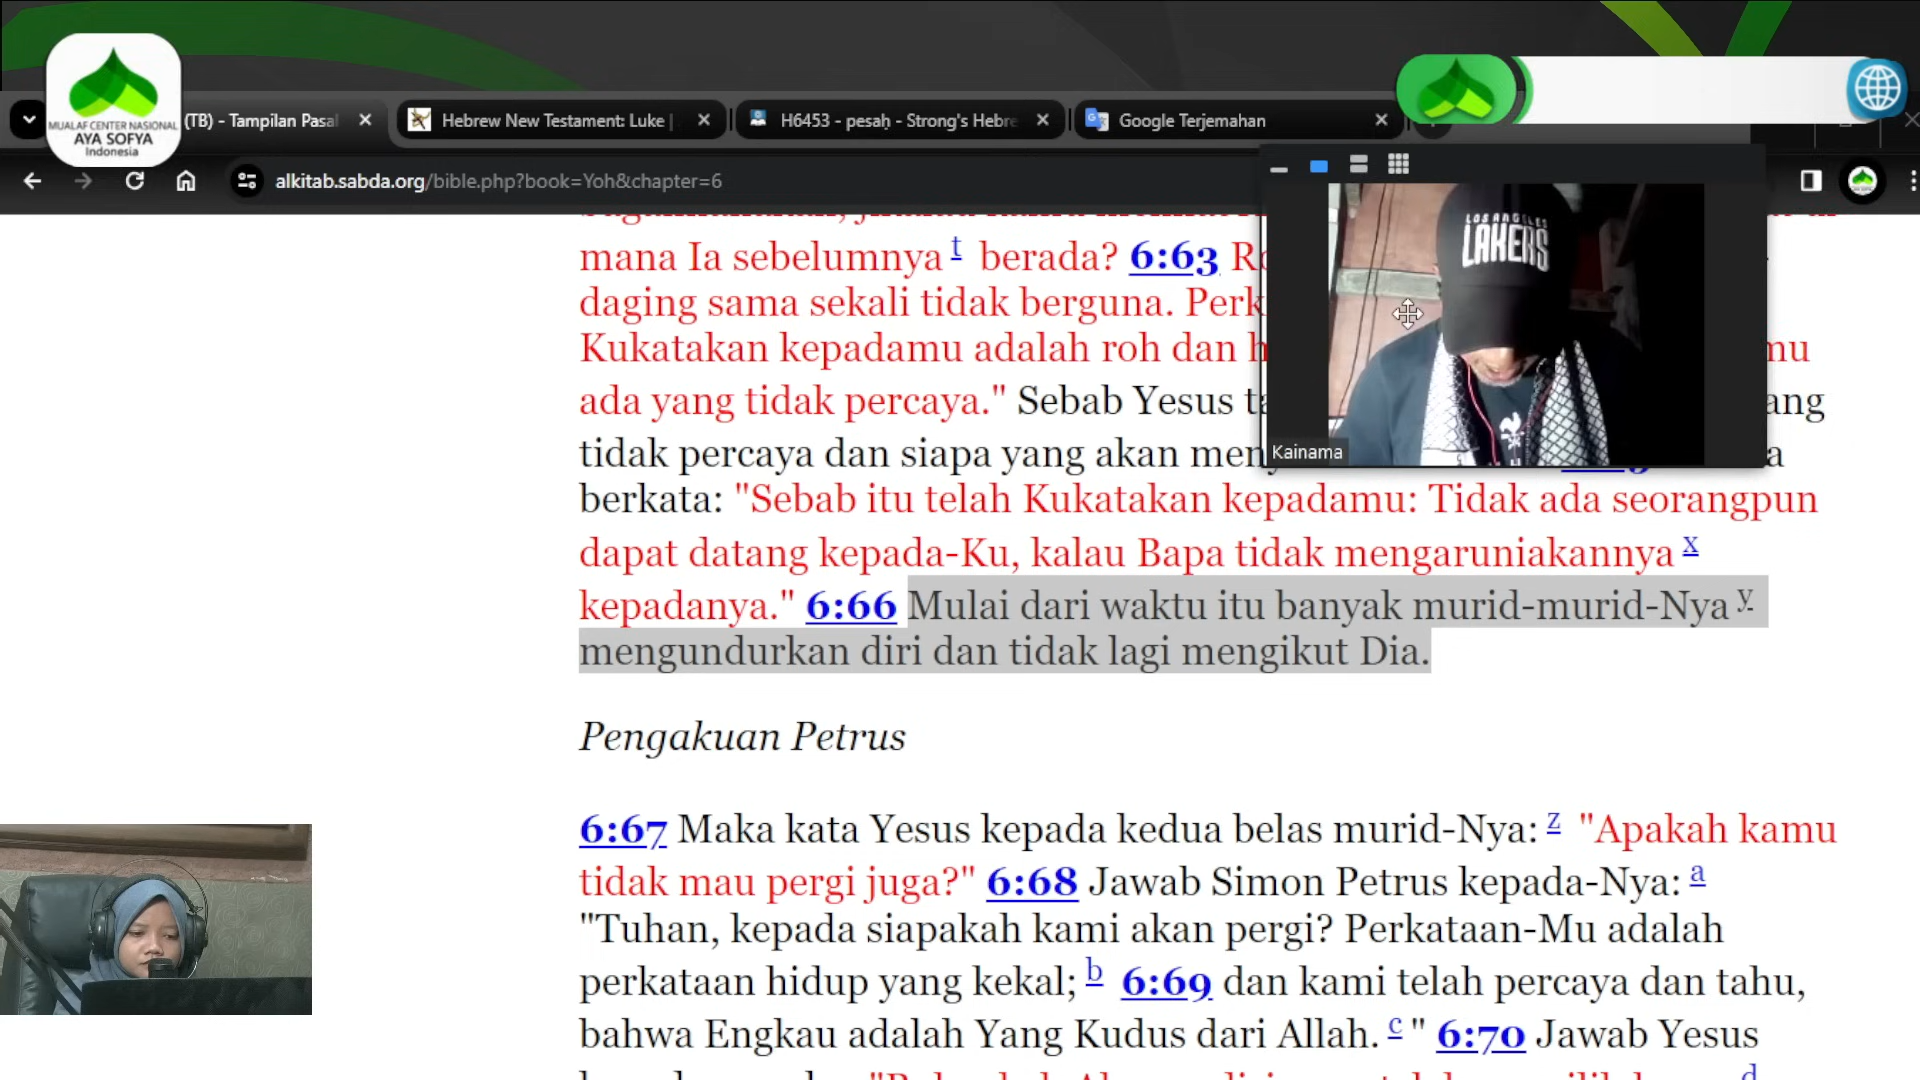 MUALAF CENTER NASIONAL
AYA SOFYA
Indonesia
(TB) - Tampilan Pasal
Hebrew New Testament: Luke |
H6453 - pesaḥ - Strong's Hebre
Google Terjemahan
alkitab.sabda.org/bible.php?book=Yoh&chapter=6
mana Ia sebelumnya t berada? 6:63
daging sama sekali tidak berguna.
Kukatakan kepadamu adalah roh dan
ada yang tidak percaya." Sebab Yesus
tidak percaya dan siapa yang akan
berkata: "Sebab itu telah Kukatakan kepadamu: Tidak ada seorangpun
dapat datang kepada-Ku, kalau Bapa tidak mengaruniakannya x
kepadanya." 6:66 Mulai dari waktu itu banyak murid-murid-Nya y
mengundurkan diri dan tidak lagi mengikut Dia.
LOS ANGELES
LAKERS
Kainama
Pengakuan Petrus
6:67 Maka kata Yesus kepada kedua belas murid-Nya: z "Apakah kamu
tidak mau pergi juga?" 6:68 Jawab Simon Petrus kepada-Nya: a
"Tuhan, kepada siapakah kami akan pergi? Perkataan-Mu adalah
perkataan hidup yang kekal; b 6:69 dan kami telah percaya dan tahu,
bahwa Engkau adalah Yang Kudus dari Allah. c " 6:70 Jawab Yesus